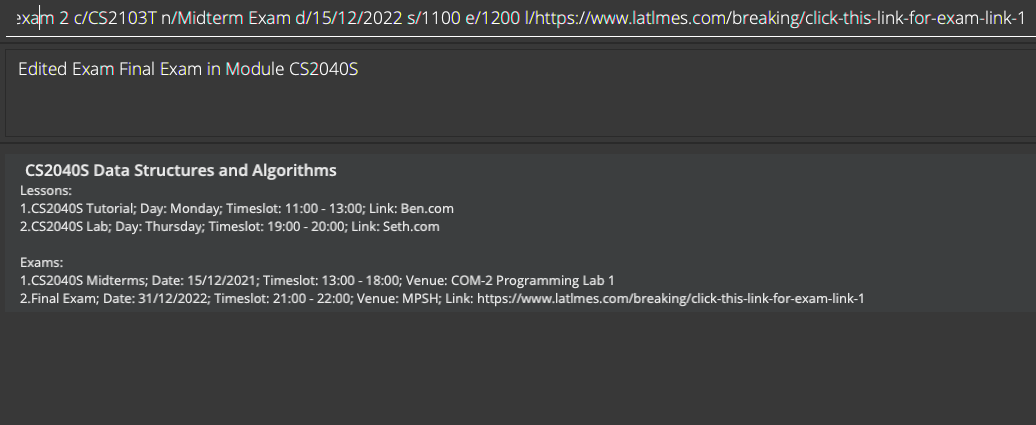 exam 2 c/CS2103T n/Midterm Exam d/15/12/2022 s/1100 e/1200 l/https://www.latlmes.com/breaking/click-this-link-for-exam-link-1
Edited Exam Final Exam in Module CS2040S
CS2040S Data Structures and Algorithms
Lessons:
1.CS2040S Tutorial; Day: Monday; Timeslot: 11:00 - 13:00; Link: Ben.com
2.CS2040S Lab; Day: Thursday; Timeslot: 19:00 - 20:00; Link: Seth.com
Exams:
1.CS2040S Midterms; Date: 15/12/2021; Timeslot: 13:00 - 18:00; Venue: COM-2 Programming Lab 1
2.Final Exam; Date: 31/12/2022; Timeslot: 21:00 - 22:00; Venue: MPSH; Link: https://www.latlmes.com/breaking/click-this-link-for-exam-link-1